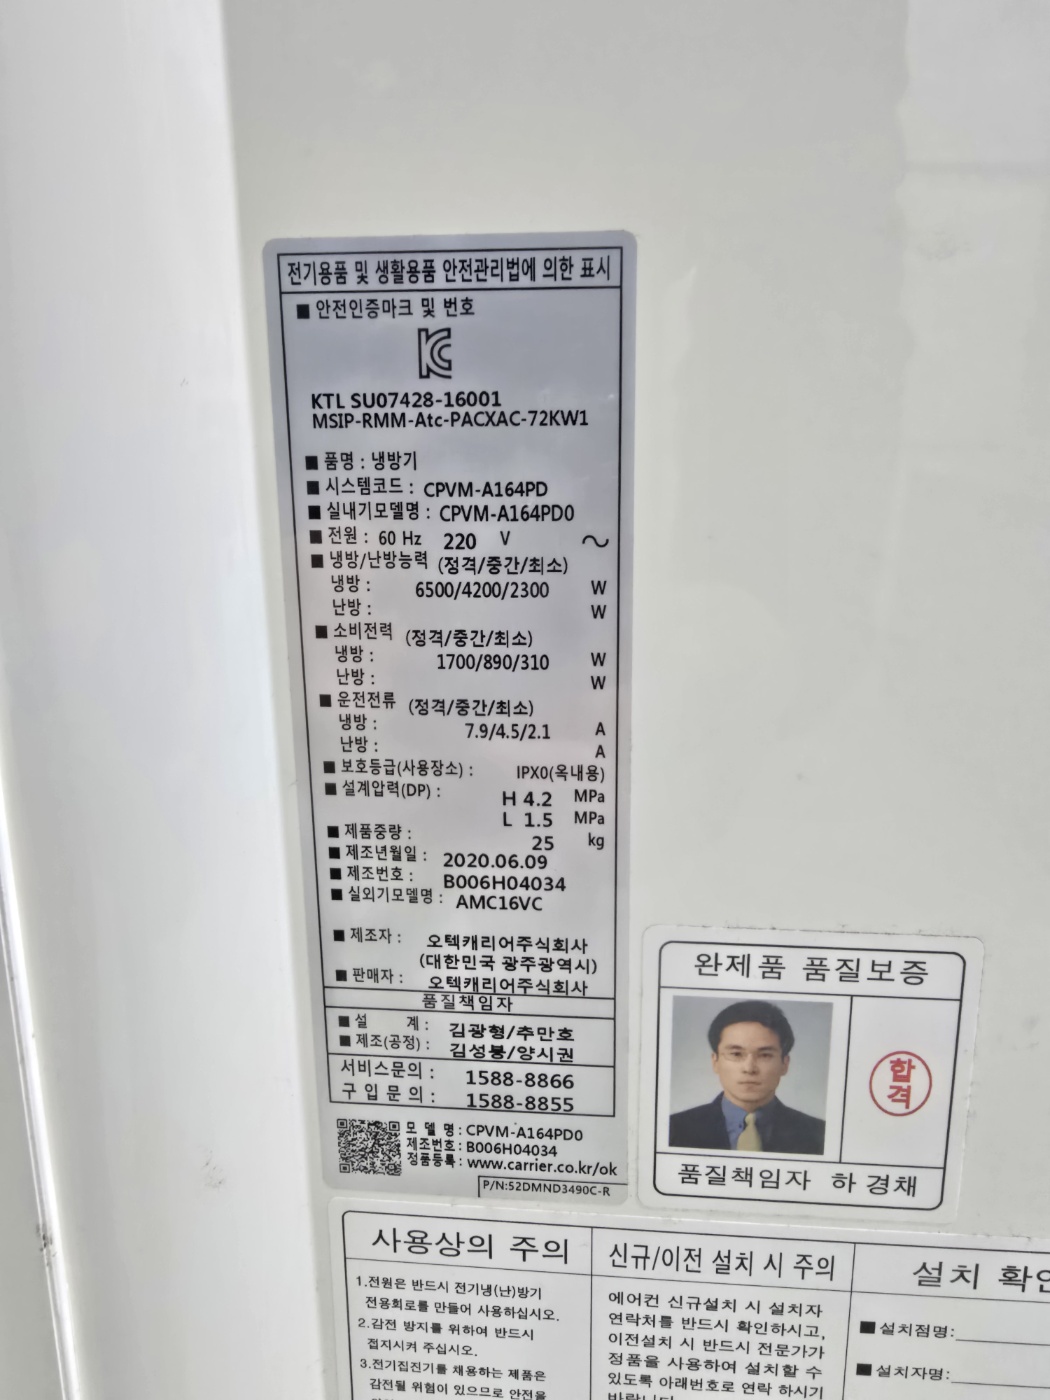 전기용품 및 생활용품 안전관리법에 의한 표시
■ 안전인증마크 및 번호
KTL SU07428-16001
MSIP-RMM-Atc-PACXAC-72KW1
■ 품명 : 냉방기
■ 시스템코드 : CPVM-A164PD
■ 실내기모델명 : CPVM-A164PD0
■ 전원 : 60 Hz 220 V ～
■ 냉방/난방능력 (정격/중간/최소)
냉방 : 6500/4200/2300 W
난방 : W
■ 소비전력 (정격/중간/최소)
냉방 : 1700/890/310 W
난방 : W
■ 운전전류 (정격/중간/최소)
냉방 : 7.9/4.5/2.1 A
난방 : A
■ 보호등급(사용장소) : IPX0(옥내용)
■ 설계압력(DP) : H 4.2 MPa
L 1.5 MPa
■ 제품중량 : 25 kg
■ 제조년월일 : 2020.06.09
■ 제조번호 : B006H04034
■ 실외기모델명 : AMC16VC
■ 제조자 : 오텍캐리어주식회사
(대한민국 광주광역시)
■ 판매자 : 오텍캐리어주식회사
품질책임자
■ 설 계 : 김광형/추만호
■ 제조(공정) : 김성봉/양시권
서비스문의 : 1588-8866
구입문의 : 1588-8855
모델명 : CPVM-A164PD0
제조번호 : B006H04034
정품등록 : www.carrier.co.kr/ok
P/N:52DMND3490C-R
완제품 품질보증
합격
품질책임자 하경채
사용상의 주의
1.전원은 반드시 전기냉(난)방기
전용회로를 만들어 사용하십시오.
2.감전 방지를 위하여 반드시
접지시켜 주십시오.
3.전기집진기를 채용하는 제품은
감전될 위험이 있으므로 안전을
신규/이전 설치 시 주의
에어컨 신규설치 시 설치자
연락처를 반드시 확인하시고,
이전설치 시 반드시 전문가가
정품을 사용하여 설치할 수
있도록 아래번호로 연락 하시기
설치 확인
■ 설치점명:
■ 설치자명: